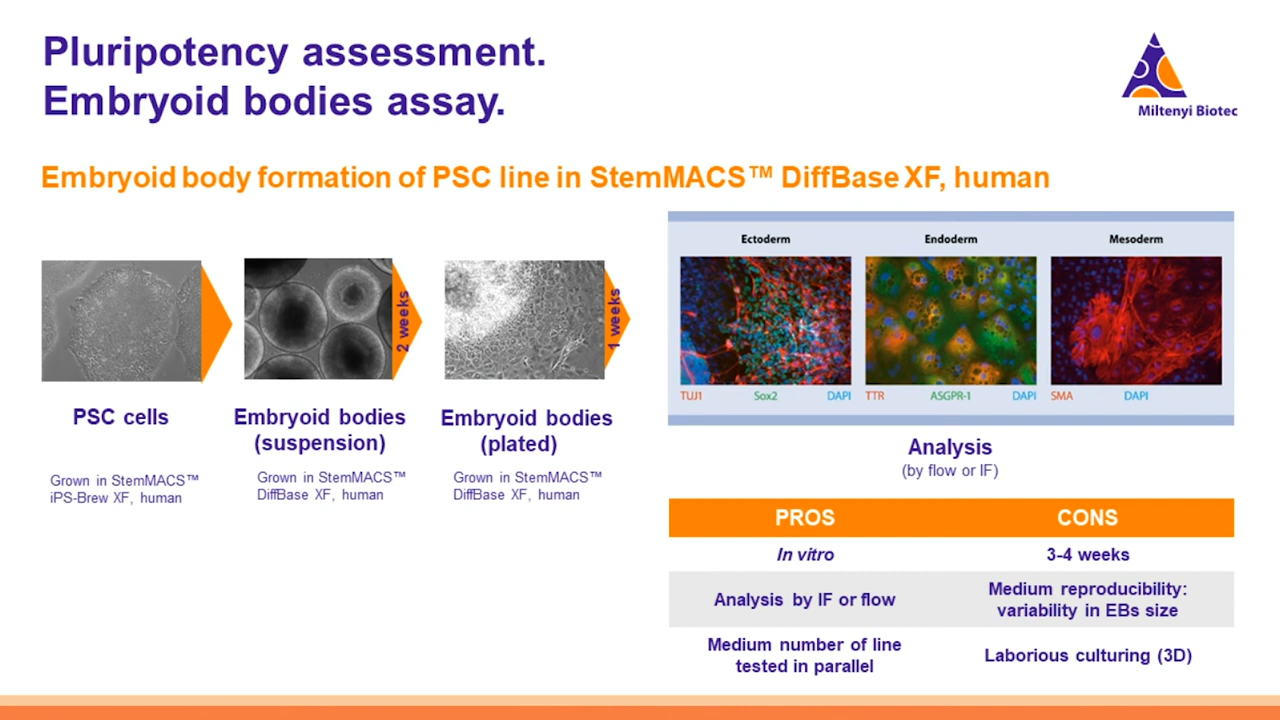 Pluripotency assessment.
Embryoid bodies assay.
Miltenyi Biotec
Embryoid body formation of PSC line in StemMACS™ DiffBase XF, human
2 weeks
1 weeks
PSC cells
Embryoid bodies
(suspension)
Embryoid bodies
(plated)
Grown in StemMACS™
iPS-Brew XF, human
Grown in StemMACS™
DiffBase XF, human
Grown in StemMACS™
DiffBase XF, human
Ectoderm
Endoderm
Mesoderm
TUJ1 Sox2 DAPI
TTR ASGPR-1 DAPI
SMA DAPI
Analysis
(by flow or IF)
PROS CONS
In vitro 3-4 weeks
Analysis by IF or flow
Medium reproducibility:
variability in EBs size
Medium number of line
tested in parallel
Laborious culturing (3D)